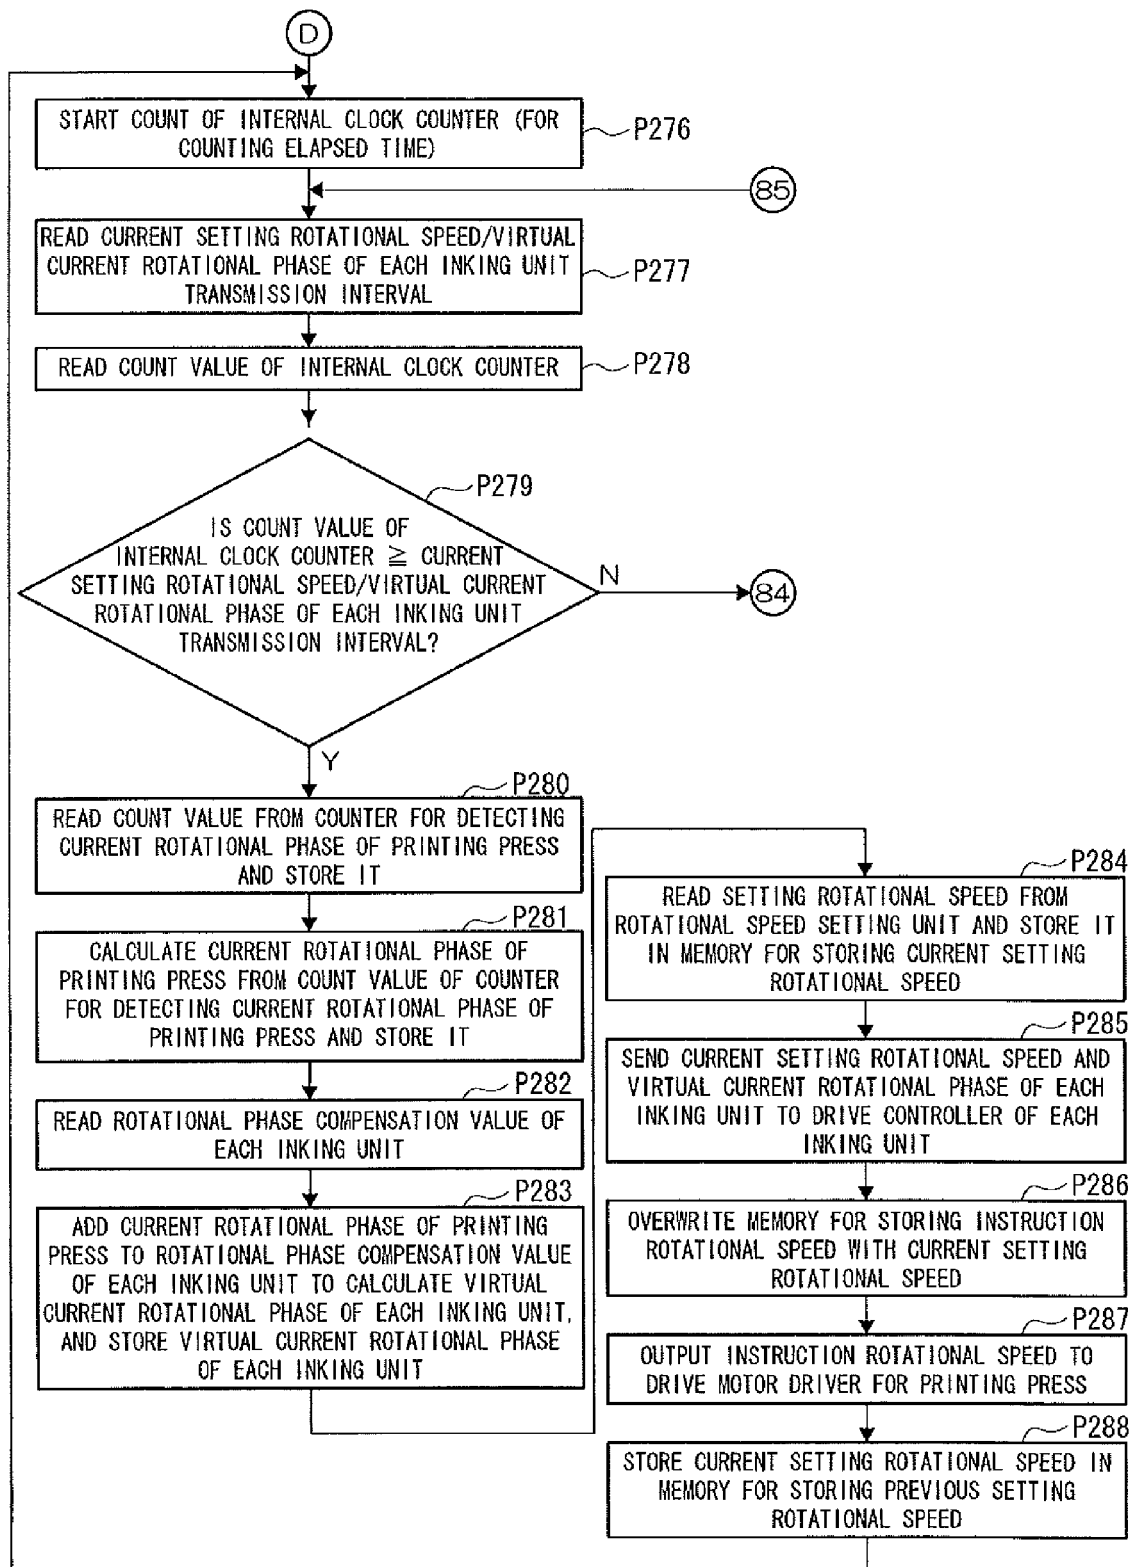 D
START COUNT OF INTERNAL CLOCK COUNTER (FOR
COUNTING ELAPSED TIME)
P276
85
READ CURRENT SETTING ROTATIONAL SPEED/VIRTUAL
CURRENT ROTATIONAL PHASE OF EACH INKING UNIT
TRANSMISSION INTERVAL
P277
READ COUNT VALUE OF INTERNAL CLOCK COUNTER
P278
P279
IS COUNT VALUE OF
INTERNAL CLOCK COUNTER ≧ CURRENT
SETTING ROTATIONAL SPEED/VIRTUAL CURRENT
ROTATIONAL PHASE OF EACH INKING UNIT
TRANSMISSION INTERVAL?
N
84
Y
P280
READ COUNT VALUE FROM COUNTER FOR DETECTING
CURRENT ROTATIONAL PHASE OF PRINTING PRESS
AND STORE IT
P281
CALCULATE CURRENT ROTATIONAL PHASE OF
PRINTING PRESS FROM COUNT VALUE OF COUNTER
FOR DETECTING CURRENT ROTATIONAL PHASE OF
PRINTING PRESS AND STORE IT
P282
READ ROTATIONAL PHASE COMPENSATION VALUE OF
EACH INKING UNIT
P283
ADD CURRENT ROTATIONAL PHASE OF PRINTING
PRESS TO ROTATIONAL PHASE COMPENSATION VALUE
OF EACH INKING UNIT TO CALCULATE VIRTUAL
CURRENT ROTATIONAL PHASE OF EACH INKING UNIT,
AND STORE VIRTUAL CURRENT ROTATIONAL PHASE
OF EACH INKING UNIT
P284
READ SETTING ROTATIONAL SPEED FROM
ROTATIONAL SPEED SETTING UNIT AND STORE IT
IN MEMORY FOR STORING CURRENT SETTING
ROTATIONAL SPEED
P285
SEND CURRENT SETTING ROTATIONAL SPEED AND
VIRTUAL CURRENT ROTATIONAL PHASE OF EACH
INKING UNIT TO DRIVE CONTROLLER OF EACH
INKING UNIT
P286
OVERWRITE MEMORY FOR STORING INSTRUCTION
ROTATIONAL SPEED WITH CURRENT SETTING
ROTATIONAL SPEED
P287
OUTPUT INSTRUCTION ROTATIONAL SPEED TO
DRIVE MOTOR DRIVER FOR PRINTING PRESS
P288
STORE CURRENT SETTING ROTATIONAL SPEED IN
MEMORY FOR STORING PREVIOUS SETTING
ROTATIONAL SPEED